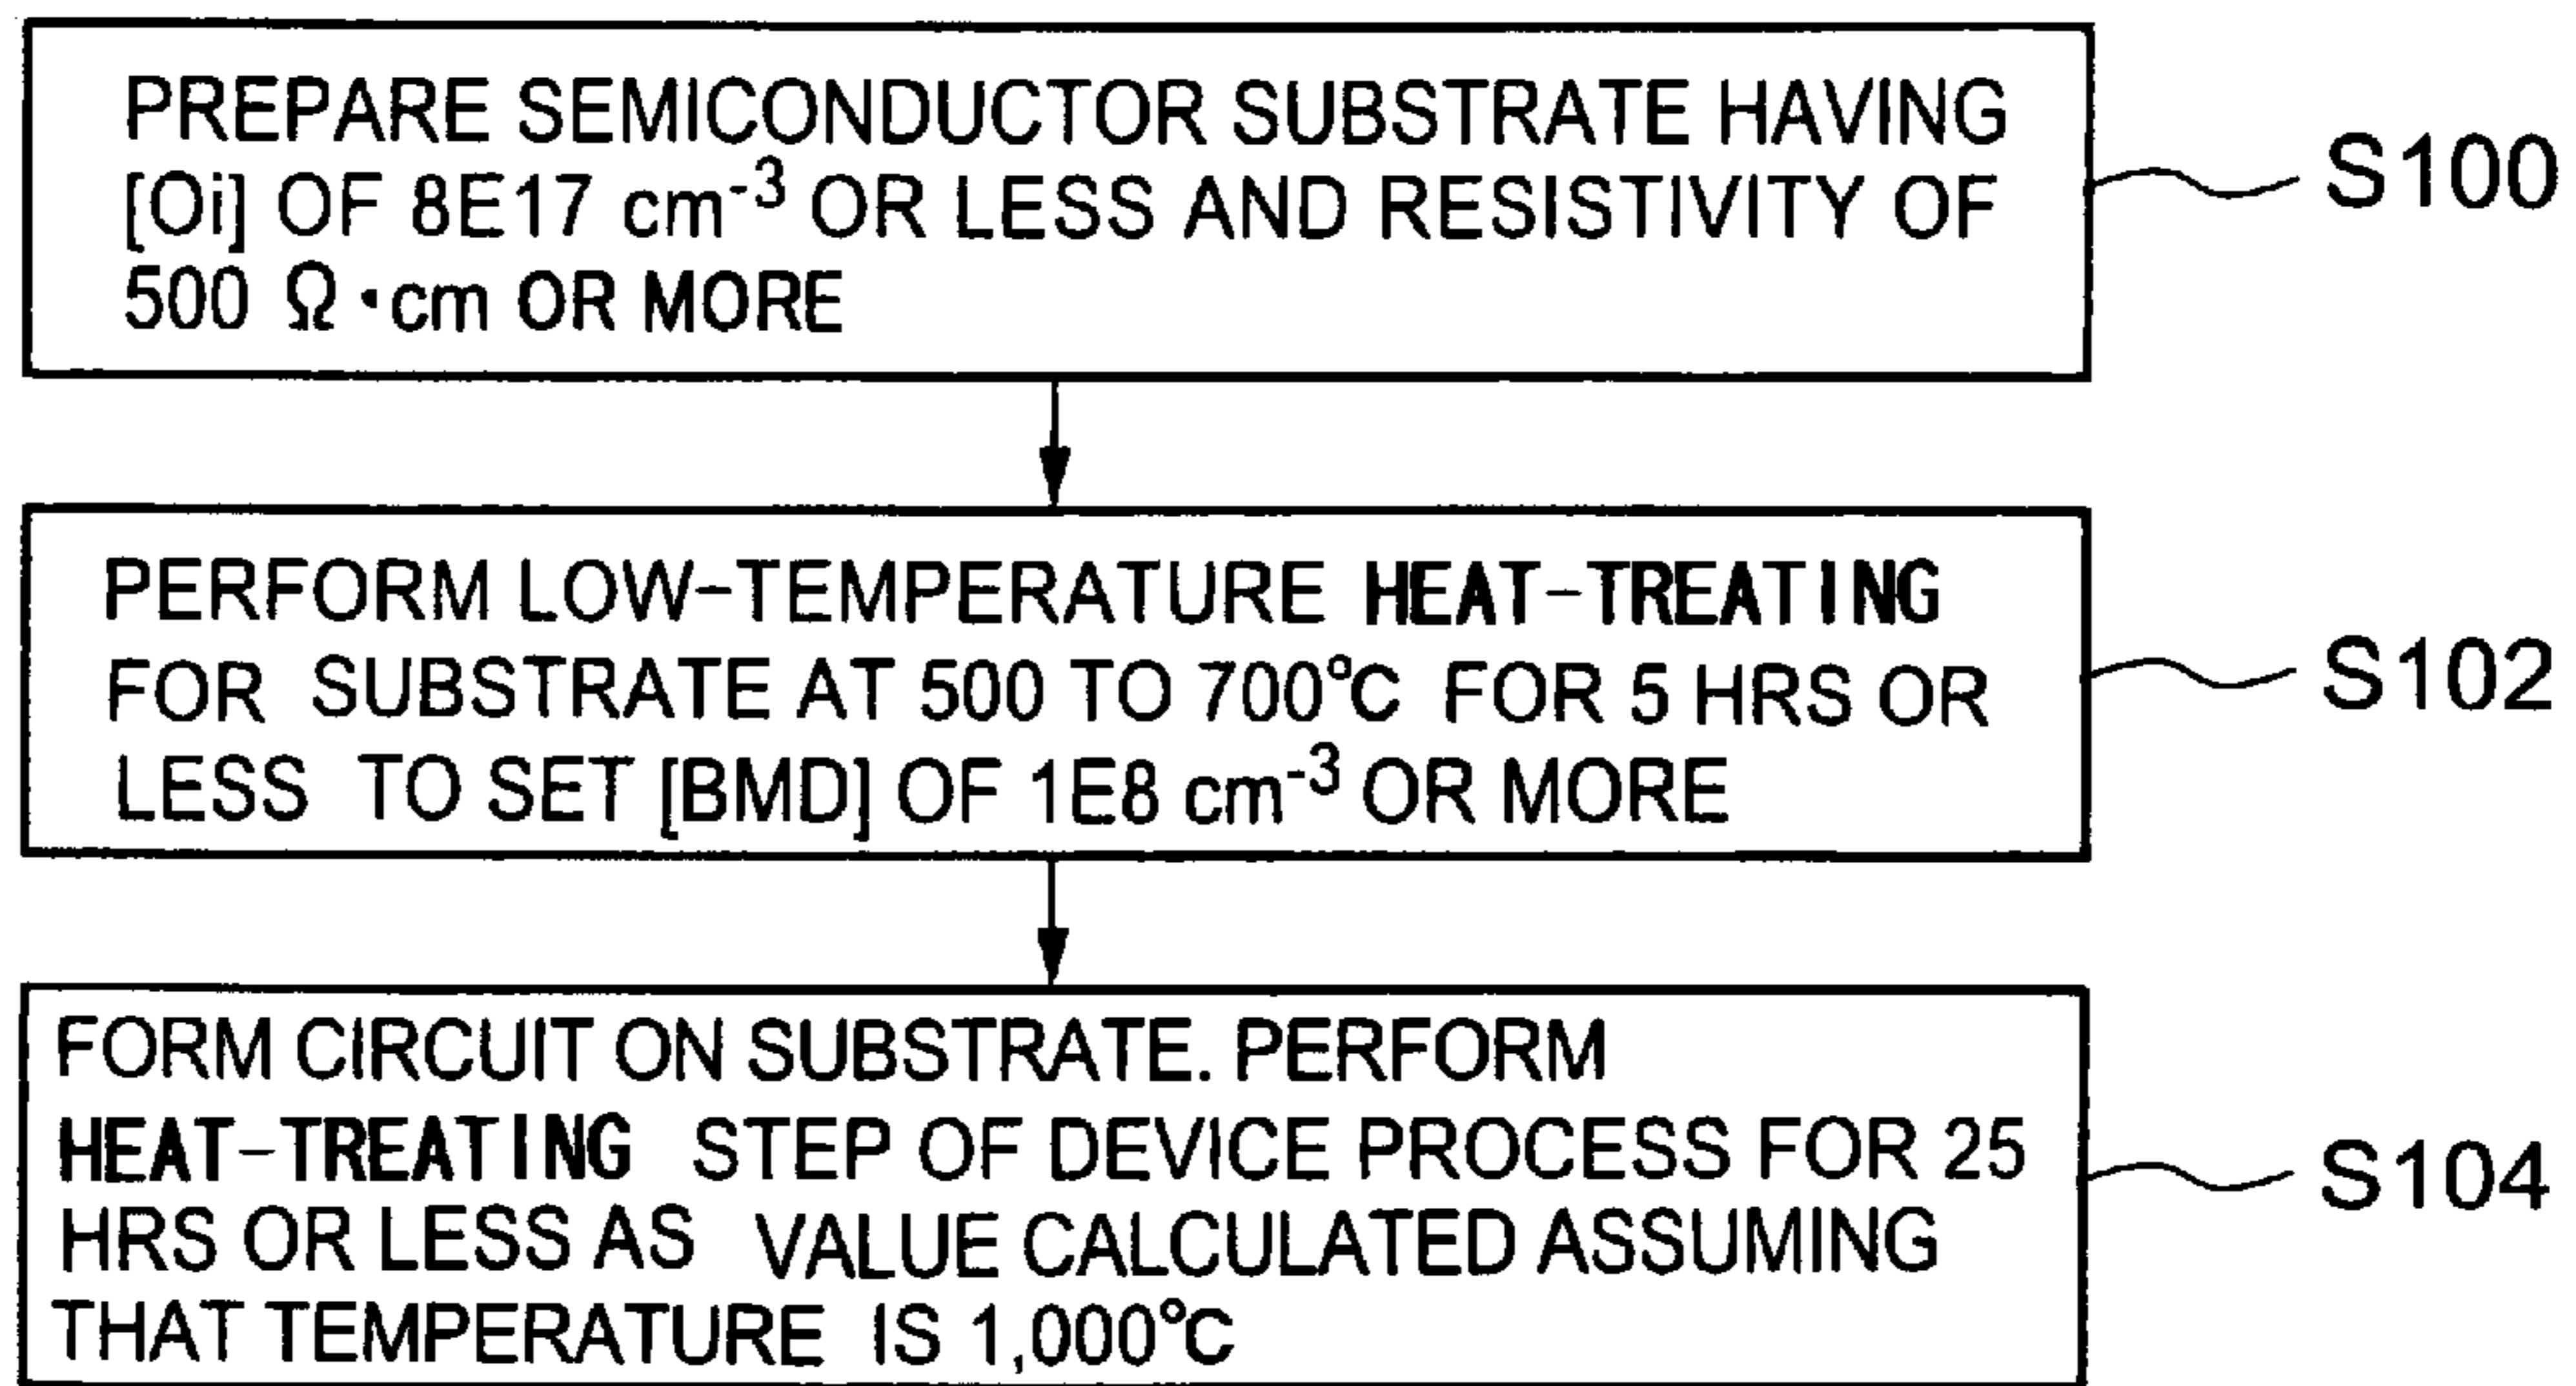 PREPARE SEMICONDUCTOR SUBSTRATE HAVING
[Oi] OF 8E17 cm⁻³ OR LESS AND RESISTIVITY OF
500 Ω·cm OR MORE
S100
PERFORM LOW-TEMPERATURE HEAT-TREATING
FOR SUBSTRATE AT 500 TO 700°C FOR 5 HRS OR
LESS TO SET [BMD] OF 1E8 cm⁻³ OR MORE
S102
FORM CIRCUIT ON SUBSTRATE. PERFORM
HEAT-TREATING STEP OF DEVICE PROCESS FOR 25
HRS OR LESS AS VALUE CALCULATED ASSUMING
THAT TEMPERATURE IS 1,000°C
S104